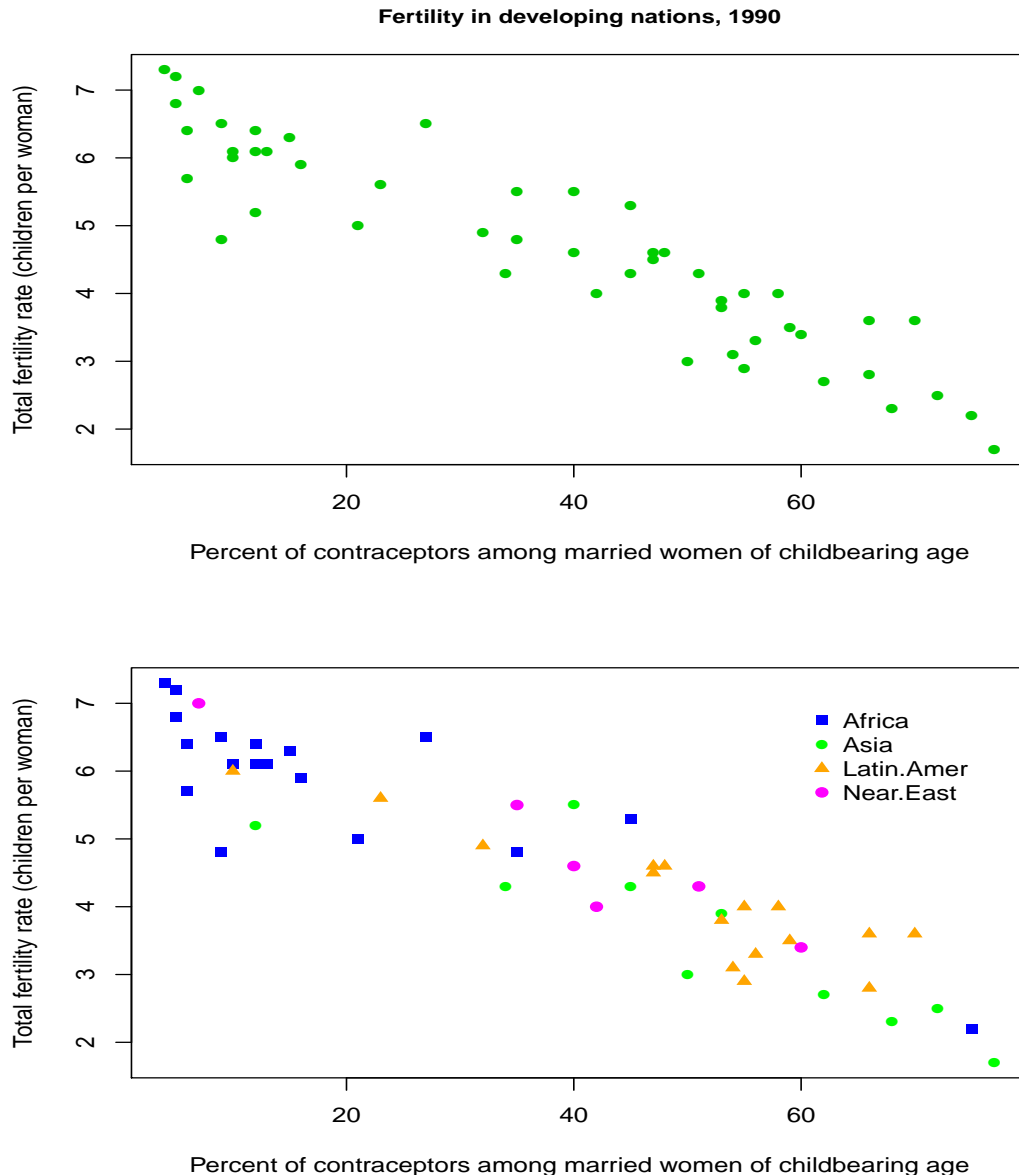 Fertility in developing nations, 1990
Total fertility rate (children per woman)
7
6
5
4
3
2
20 40 60
Percent of contraceptors among married women of childbearing age
Total fertility rate (children per woman)
7
6
5
4
3
2
Africa
Asia
Latin.Amer
Near.East
20 40 60
Percent of contraceptors among married women of childbearing age